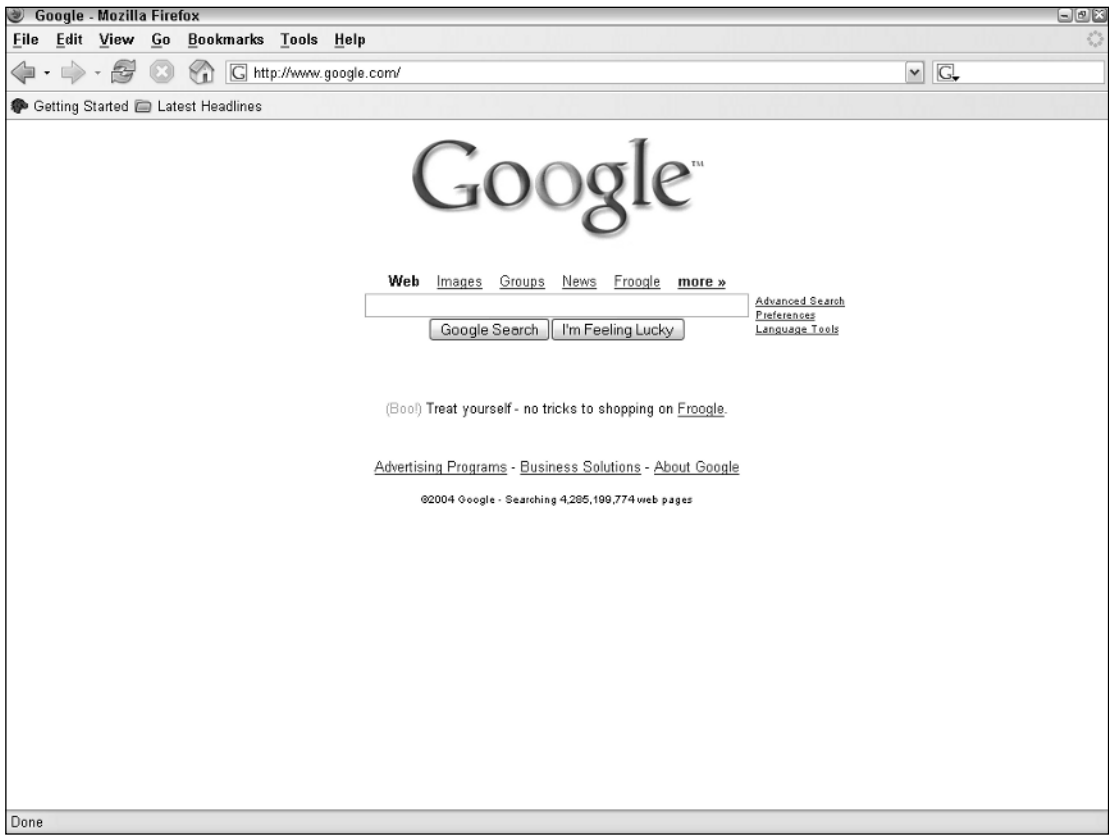 Google - Mozilla Firefox
File Edit View Go Bookmarks Tools Help
G http://www.google.com/ G
Getting Started Latest Headlines
Google™
Web Images Groups News Froogle more »
Advanced Search
Preferences
Language Tools
Google Search I'm Feeling Lucky
(Boo!) Treat yourself - no tricks to shopping on Froogle.
Advertising Programs - Business Solutions - About Google
©2004 Google - Searching 4,285,199,774 web pages
Done